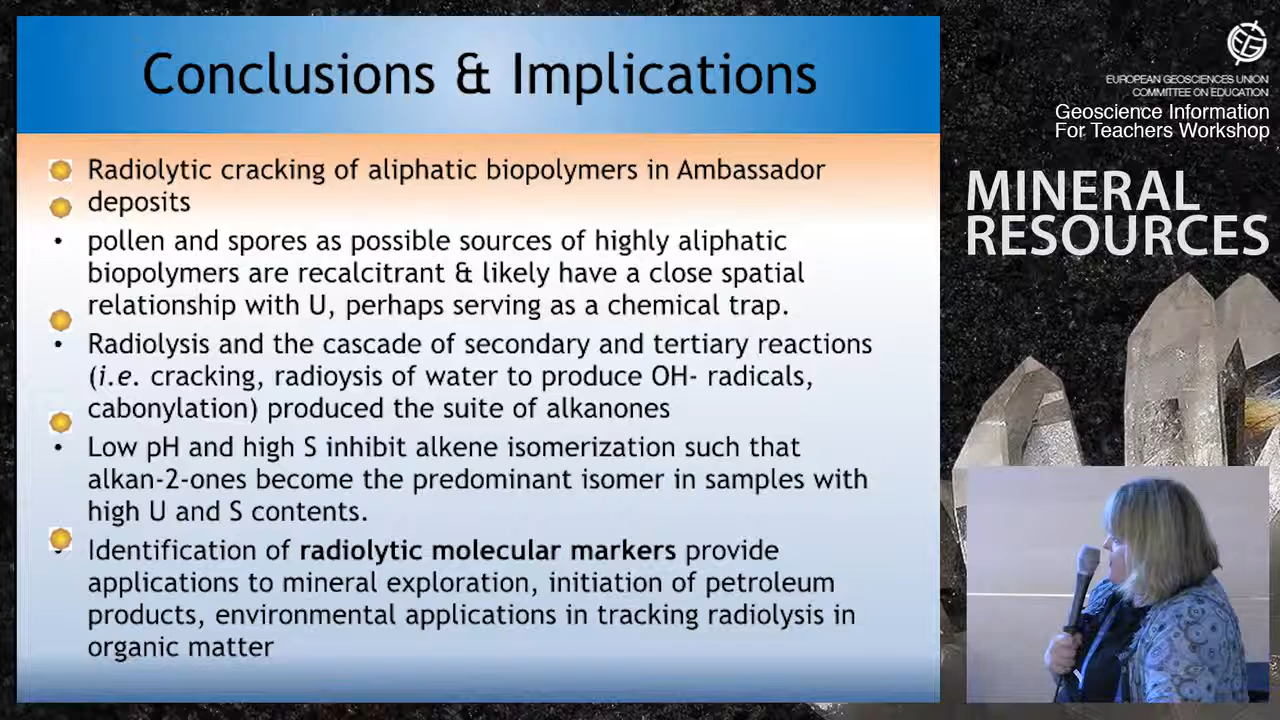 Conclusions & Implications
Radiolytic cracking of aliphatic biopolymers in Ambassador
deposits
• pollen and spores as possible sources of highly aliphatic
biopolymers are recalcitrant & likely have a close spatial
relationship with U, perhaps serving as a chemical trap.
• Radiolysis and the cascade of secondary and tertiary reactions
(i.e. cracking, radioysis of water to produce OH- radicals,
cabonylation) produced the suite of alkanones
• Low pH and high S inhibit alkene isomerization such that
alkan-2-ones become the predominant isomer in samples with
high U and S contents.
Identification of radiolytic molecular markers provide
applications to mineral exploration, initiation of petroleum
products, environmental applications in tracking radiolysis in
organic matter
EUROPEAN GEOSCIENCES UNION
COMMITTEE ON EDUCATION
Geoscience Information
For Teachers Workshop
MINERAL
RESOURCES